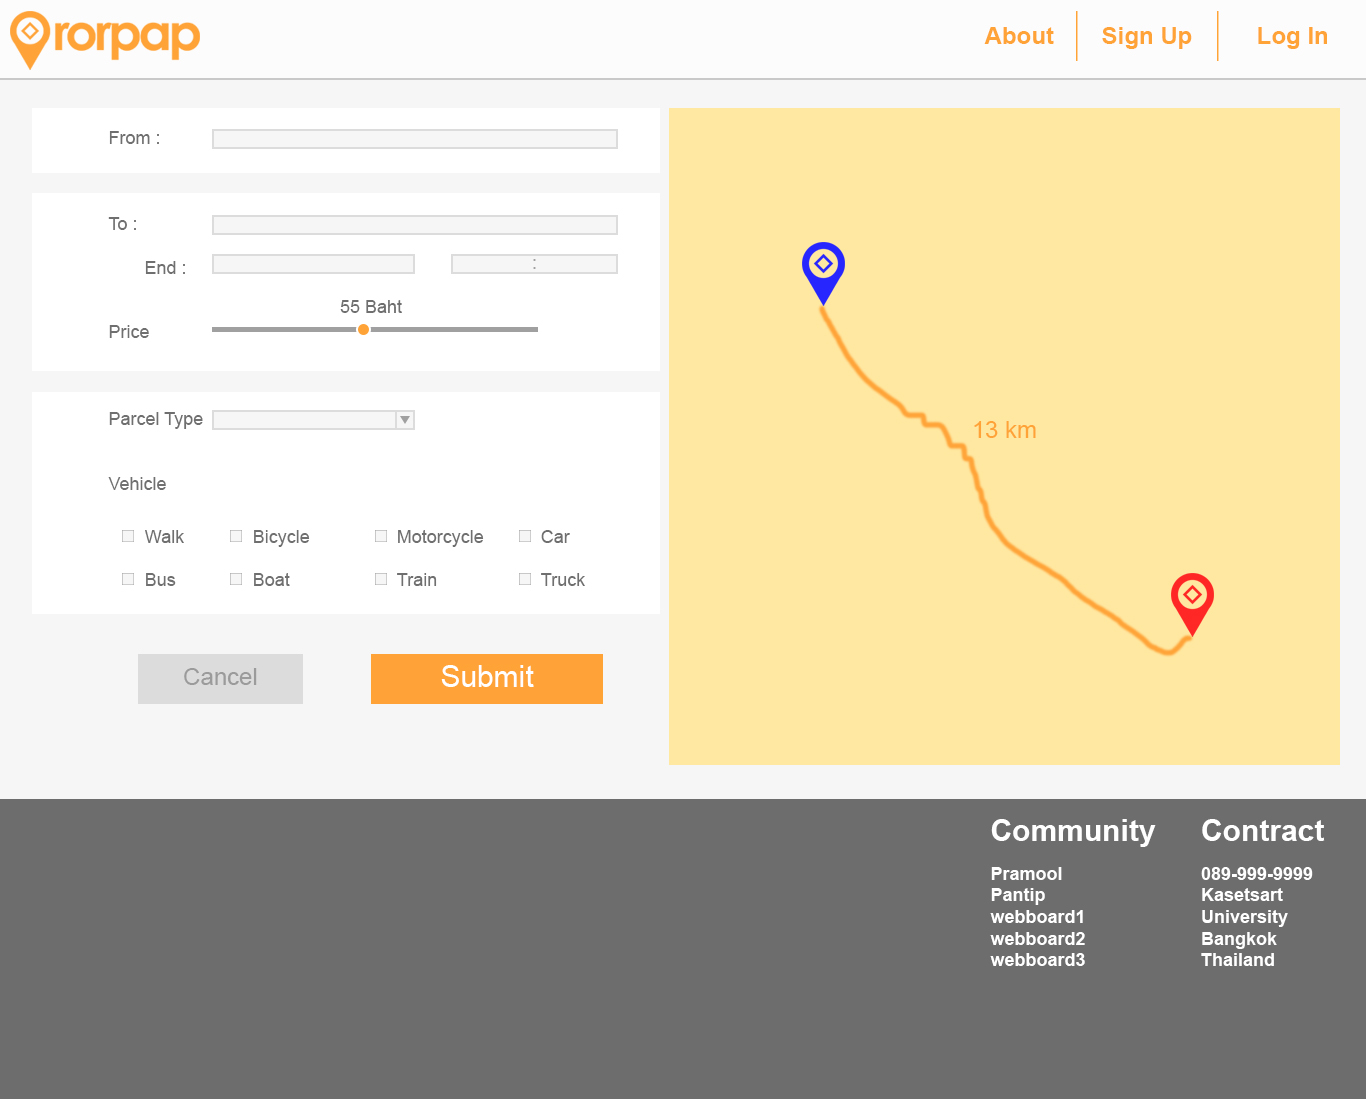 rorpap
About
Sign Up
Log In
From :
To :
End :
:
55 Baht
Price
Parcel Type
Vehicle
Walk
Bicycle
Motorcycle
Car
Bus
Boat
Train
Truck
Cancel
Submit
13 km
Community
Pramool
Pantip
webboard1
webboard2
webboard3
Contract
089-999-9999
Kasetsart
University
Bangkok
Thailand